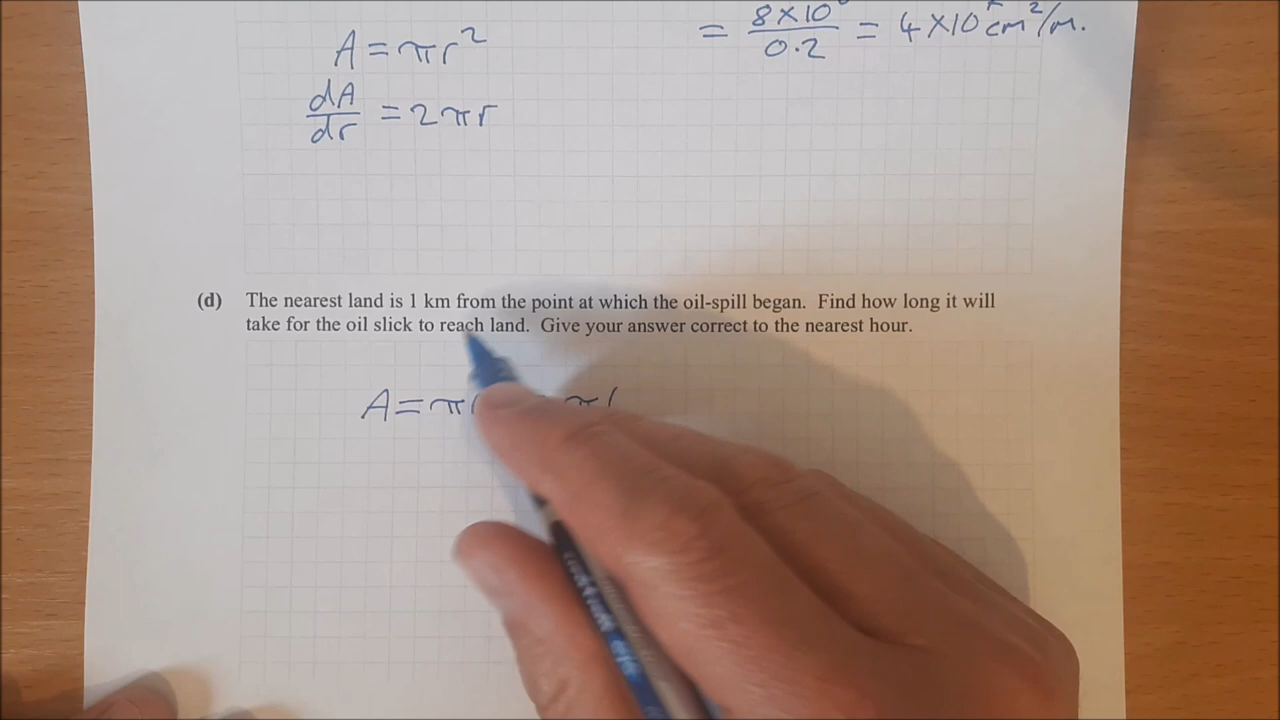 A = πr²
dA/dr = 2πr
= 8×10 / 0.2 = 4×10 cm²/m.
(d) The nearest land is 1 km from the point at which the oil-spill began. Find how long it will
take for the oil slick to reach land. Give your answer correct to the nearest hour.
A = π π(